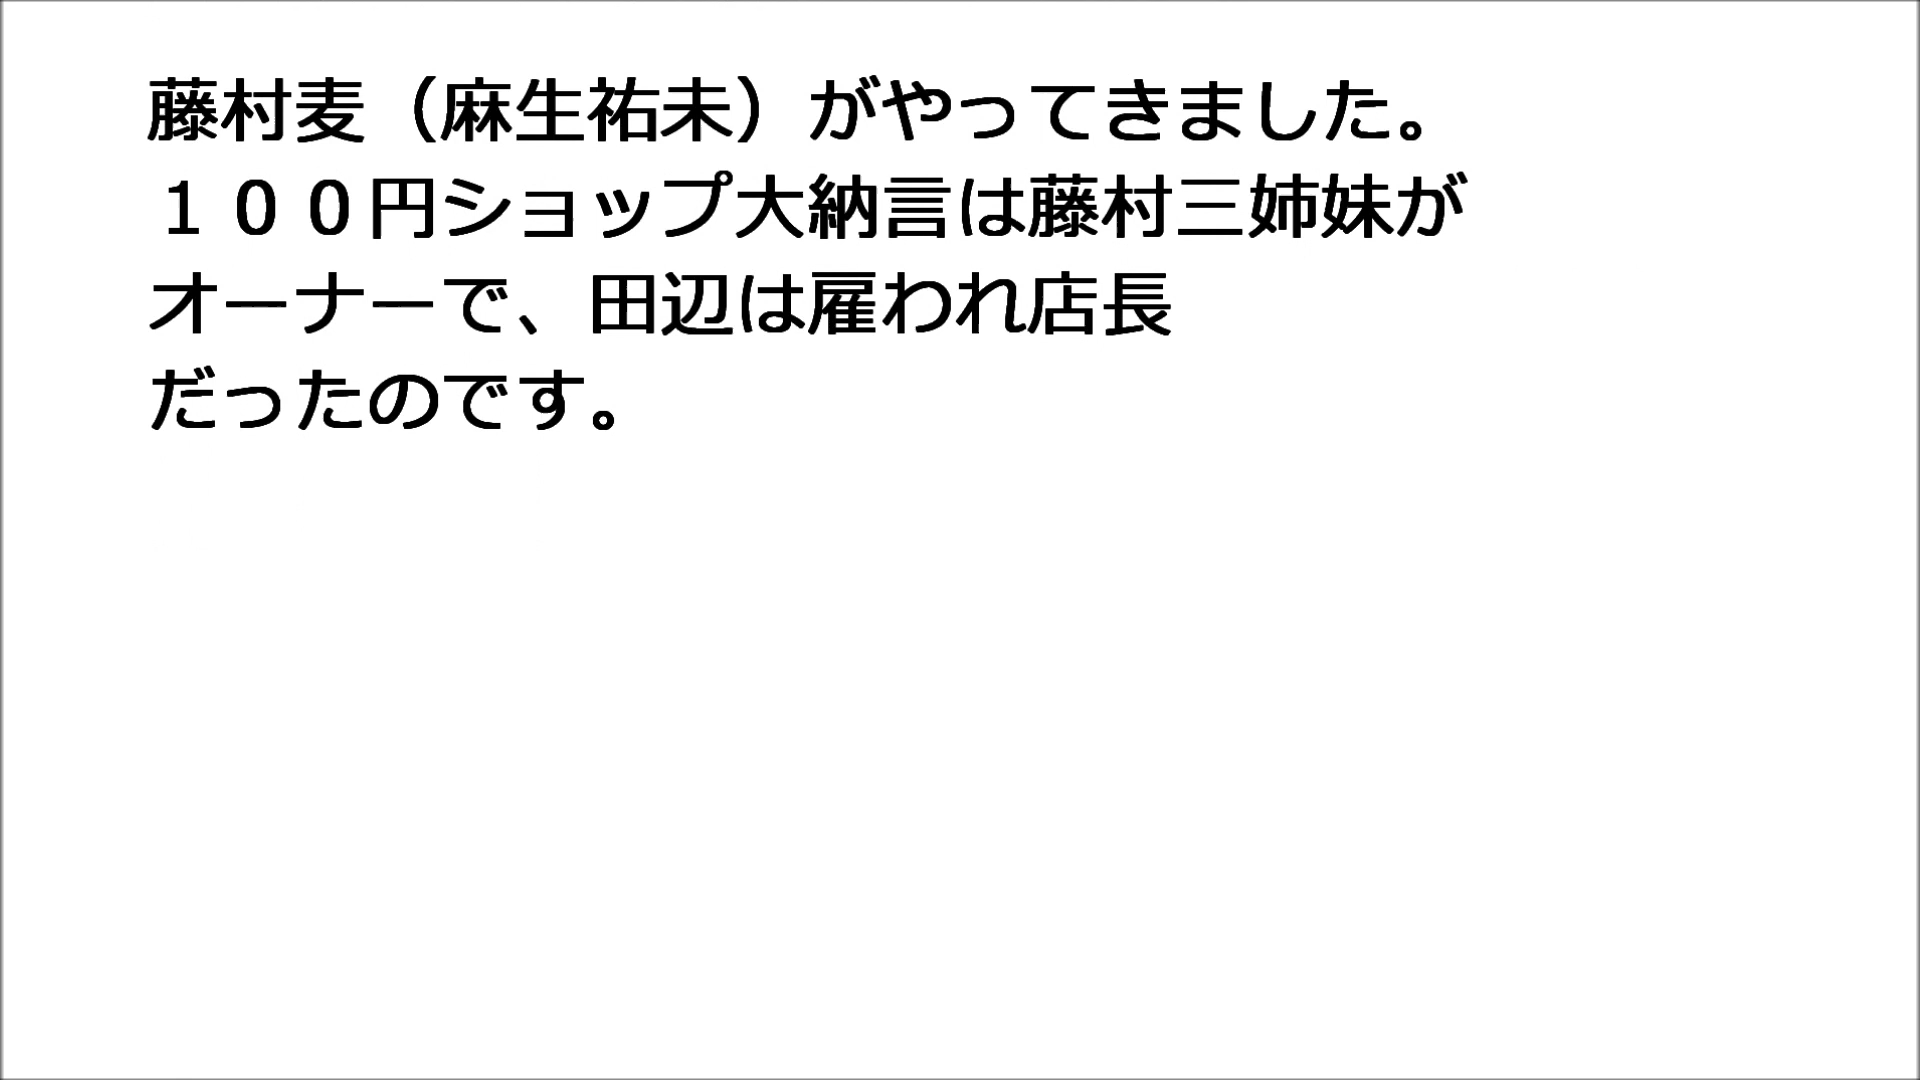 藤村麦（麻生祐未）がやってきました。
１００円ショップ大納言は藤村三姉妹が
オーナーで、田辺は雇われ店長
だったのです。